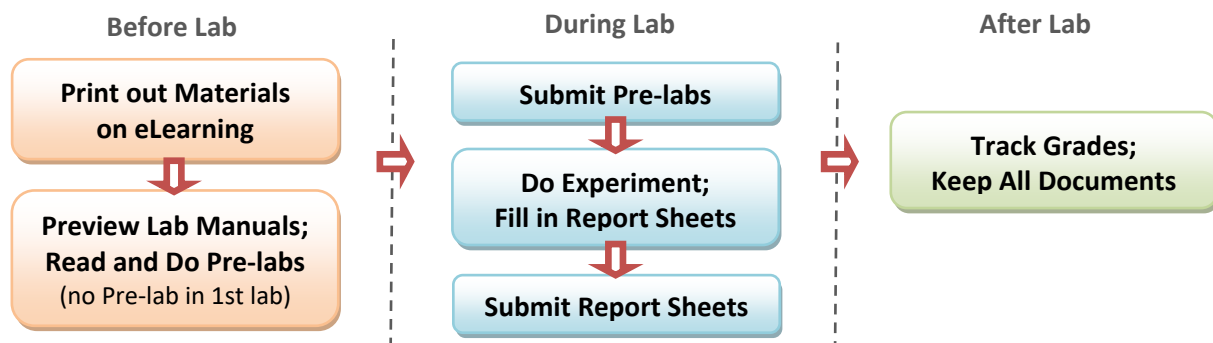 Before Lab
Print out Materials
on eLearning
Preview Lab Manuals;
Read and Do Pre-labs
(no Pre-lab in 1st lab)
During Lab
Submit Pre-labs
Do Experiment;
Fill in Report Sheets
Submit Report Sheets
After Lab
Track Grades;
Keep All Documents